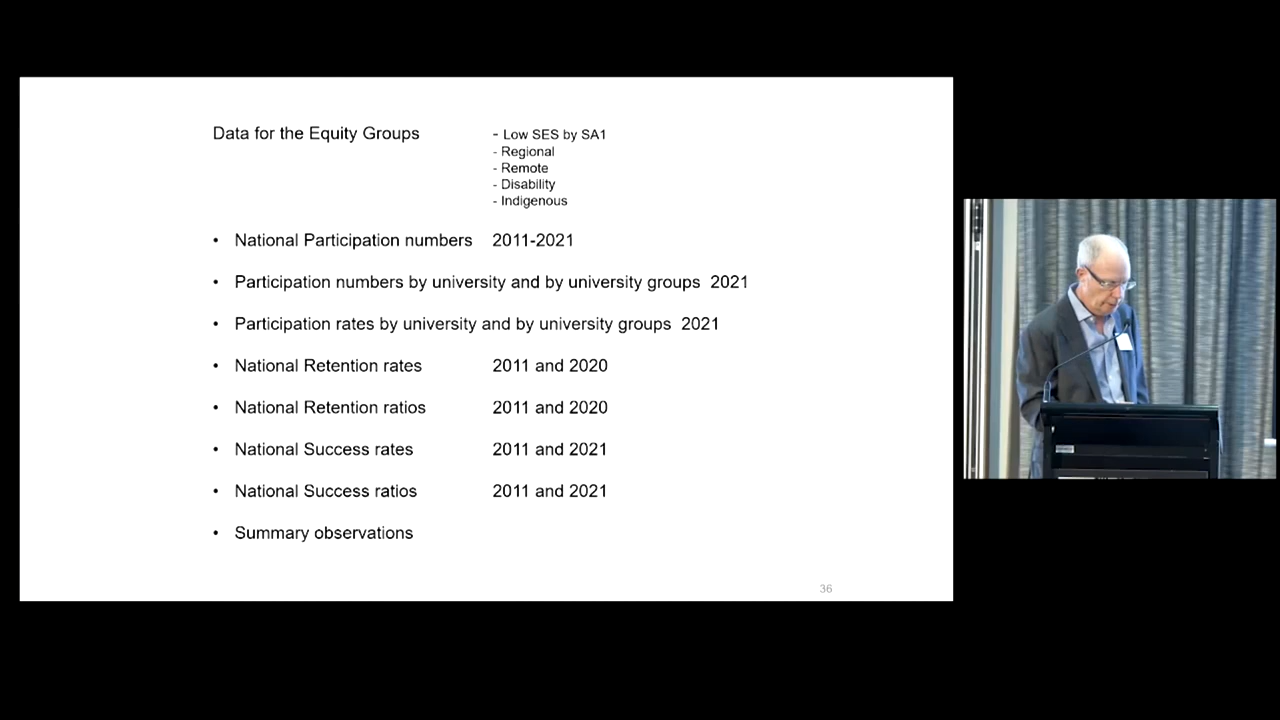 Data for the Equity Groups - Low SES by SA1
- Regional
- Remote
- Disability
- Indigenous
• National Participation numbers 2011-2021
• Participation numbers by university and by university groups 2021
• Participation rates by university and by university groups 2021
• National Retention rates 2011 and 2020
• National Retention ratios 2011 and 2020
• National Success rates 2011 and 2021
• National Success ratios 2011 and 2021
• Summary observations
36